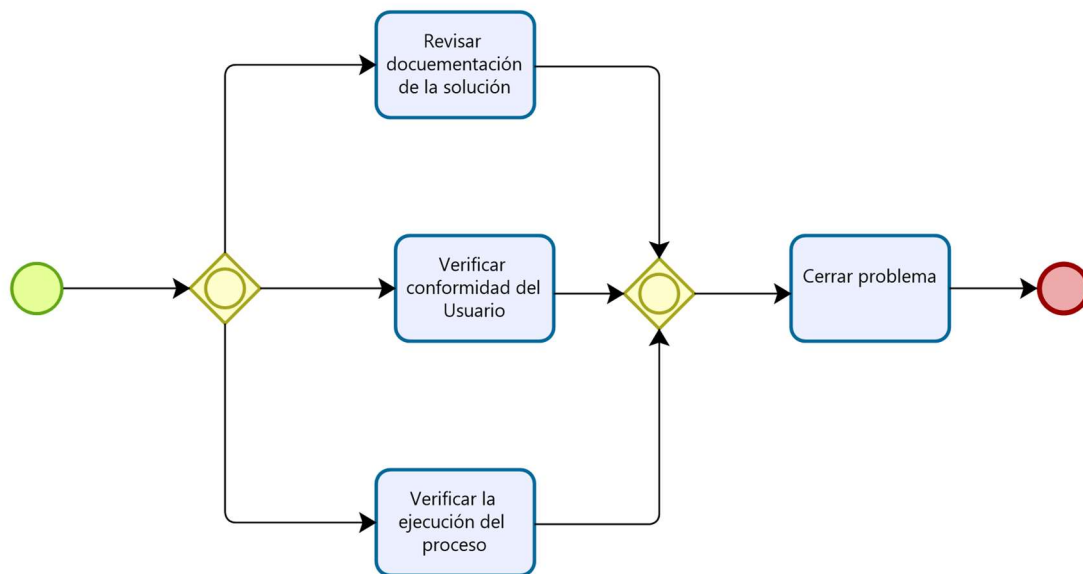 Revisar
docuementación
de la solución
Verificar
conformidad del
Usuario
Cerrar problema
Verificar la
ejecución del
proceso